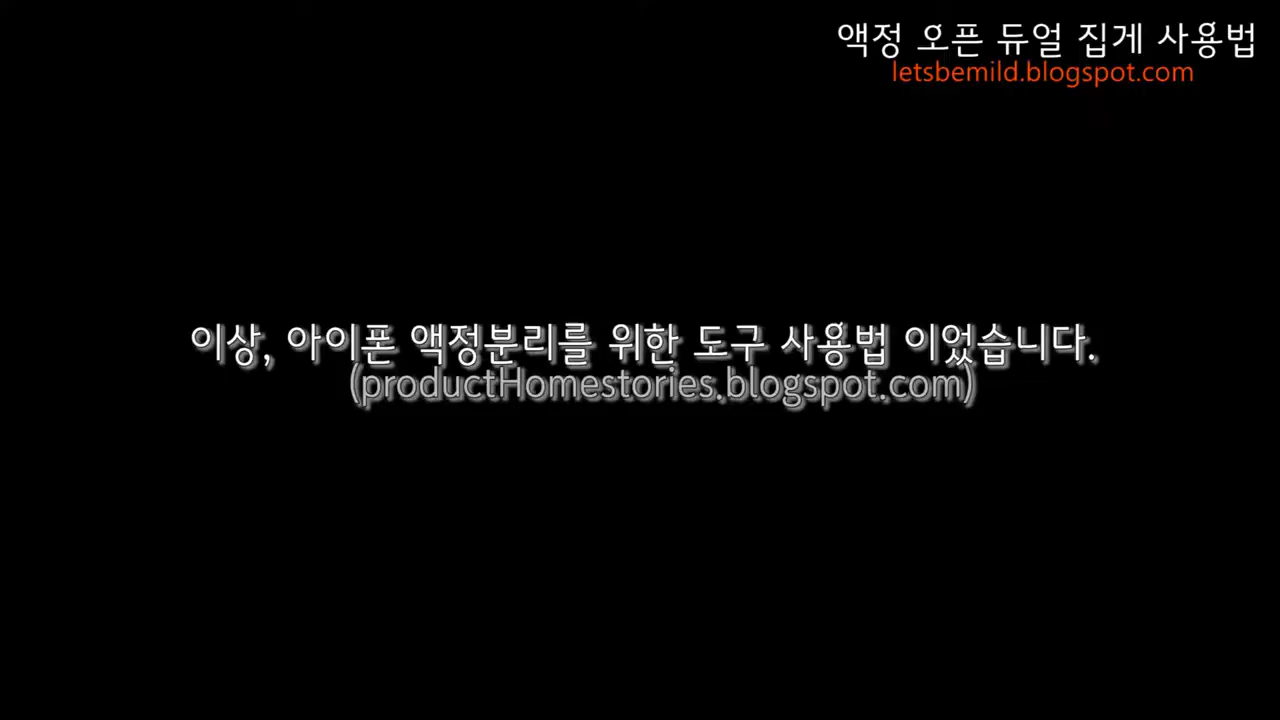 액정 오픈 듀얼 집게 사용법
letsbemild.blogspot.com
이상, 아이폰 액정분리를 위한 도구 사용법 이었습니다.
(productHomestories.blogspot.com)